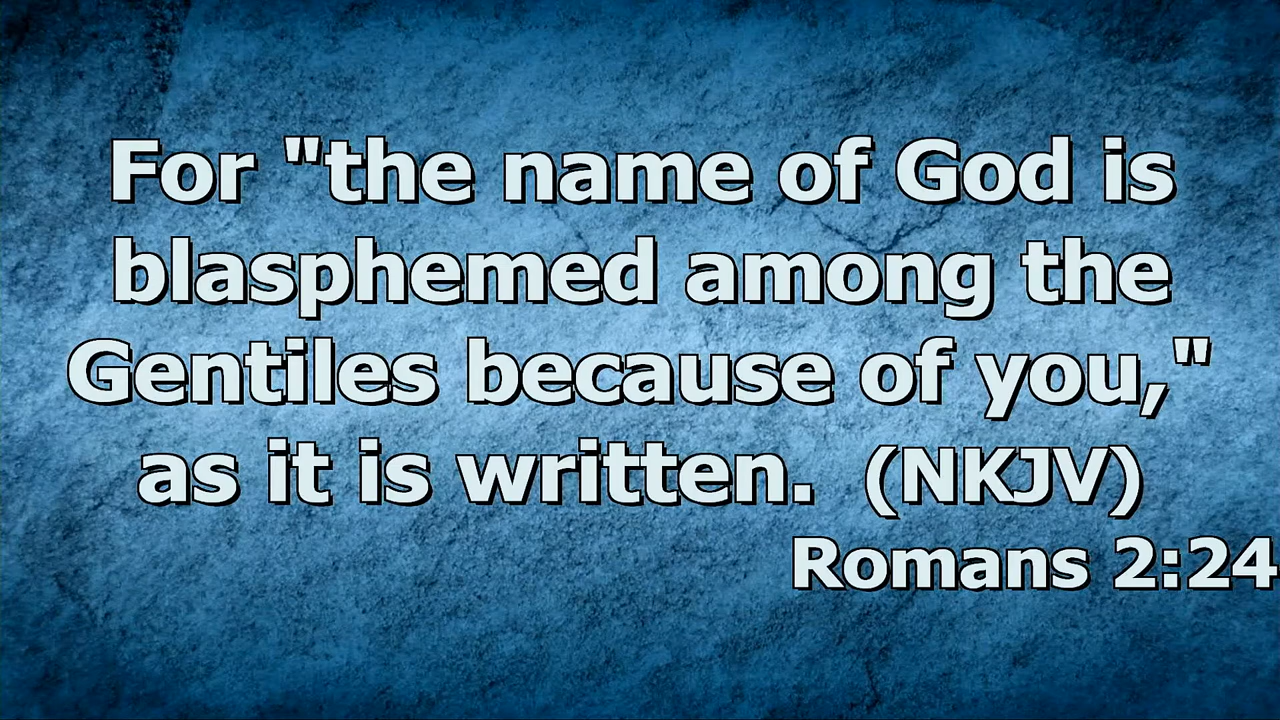 For "the name of God is
blasphemed among the
Gentiles because of you,"
as it is written.  (NKJV)
Romans 2:24